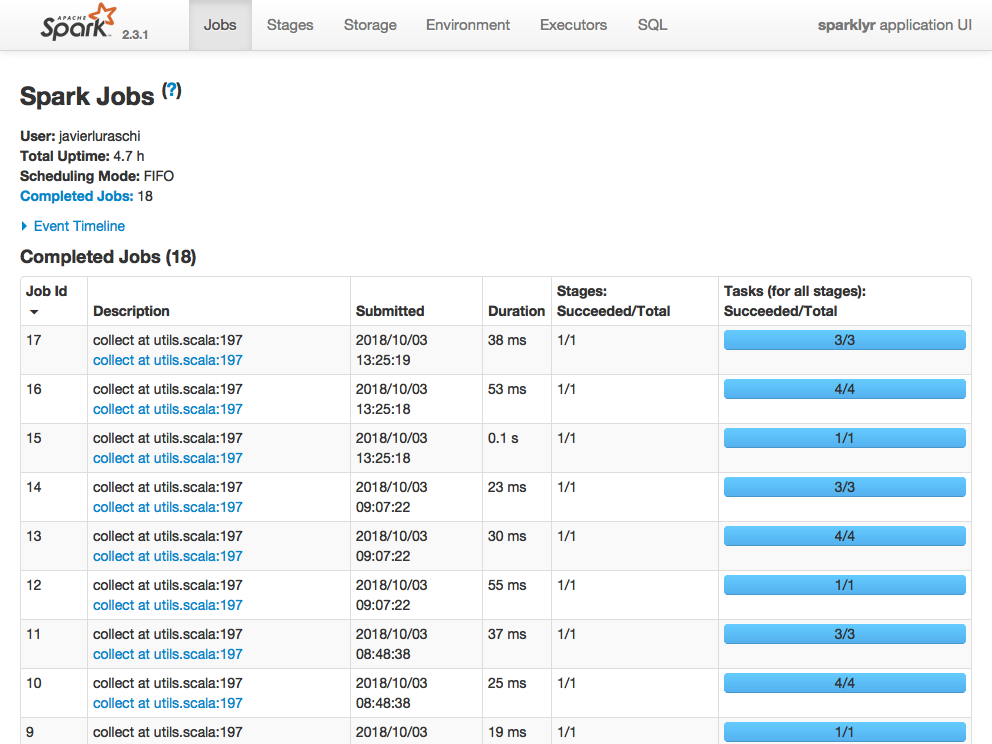 APACHE
Spark 2.3.1 Jobs Stages Storage Environment Executors SQL sparklyr application UI
Spark Jobs (?)
User: javierluraschi
Total Uptime: 4.7 h
Scheduling Mode: FIFO
Completed Jobs: 18
Event Timeline
Completed Jobs (18)
Job Id Description Submitted Duration Stages: Succeeded/Total Tasks (for all stages): Succeeded/Total
17 collect at utils.scala:197 2018/10/03 38 ms 1/1 3/3
collect at utils.scala:197 13:25:19
16 collect at utils.scala:197 2018/10/03 53 ms 1/1 4/4
collect at utils.scala:197 13:25:18
15 collect at utils.scala:197 2018/10/03 0.1 s 1/1 1/1
collect at utils.scala:197 13:25:18
14 collect at utils.scala:197 2018/10/03 23 ms 1/1 3/3
collect at utils.scala:197 09:07:22
13 collect at utils.scala:197 2018/10/03 30 ms 1/1 4/4
collect at utils.scala:197 09:07:22
12 collect at utils.scala:197 2018/10/03 55 ms 1/1 1/1
collect at utils.scala:197 09:07:22
11 collect at utils.scala:197 2018/10/03 37 ms 1/1 3/3
collect at utils.scala:197 08:48:38
10 collect at utils.scala:197 2018/10/03 25 ms 1/1 4/4
collect at utils.scala:197 08:48:38
9 collect at utils.scala:197 2018/10/03 19 ms 1/1 1/1